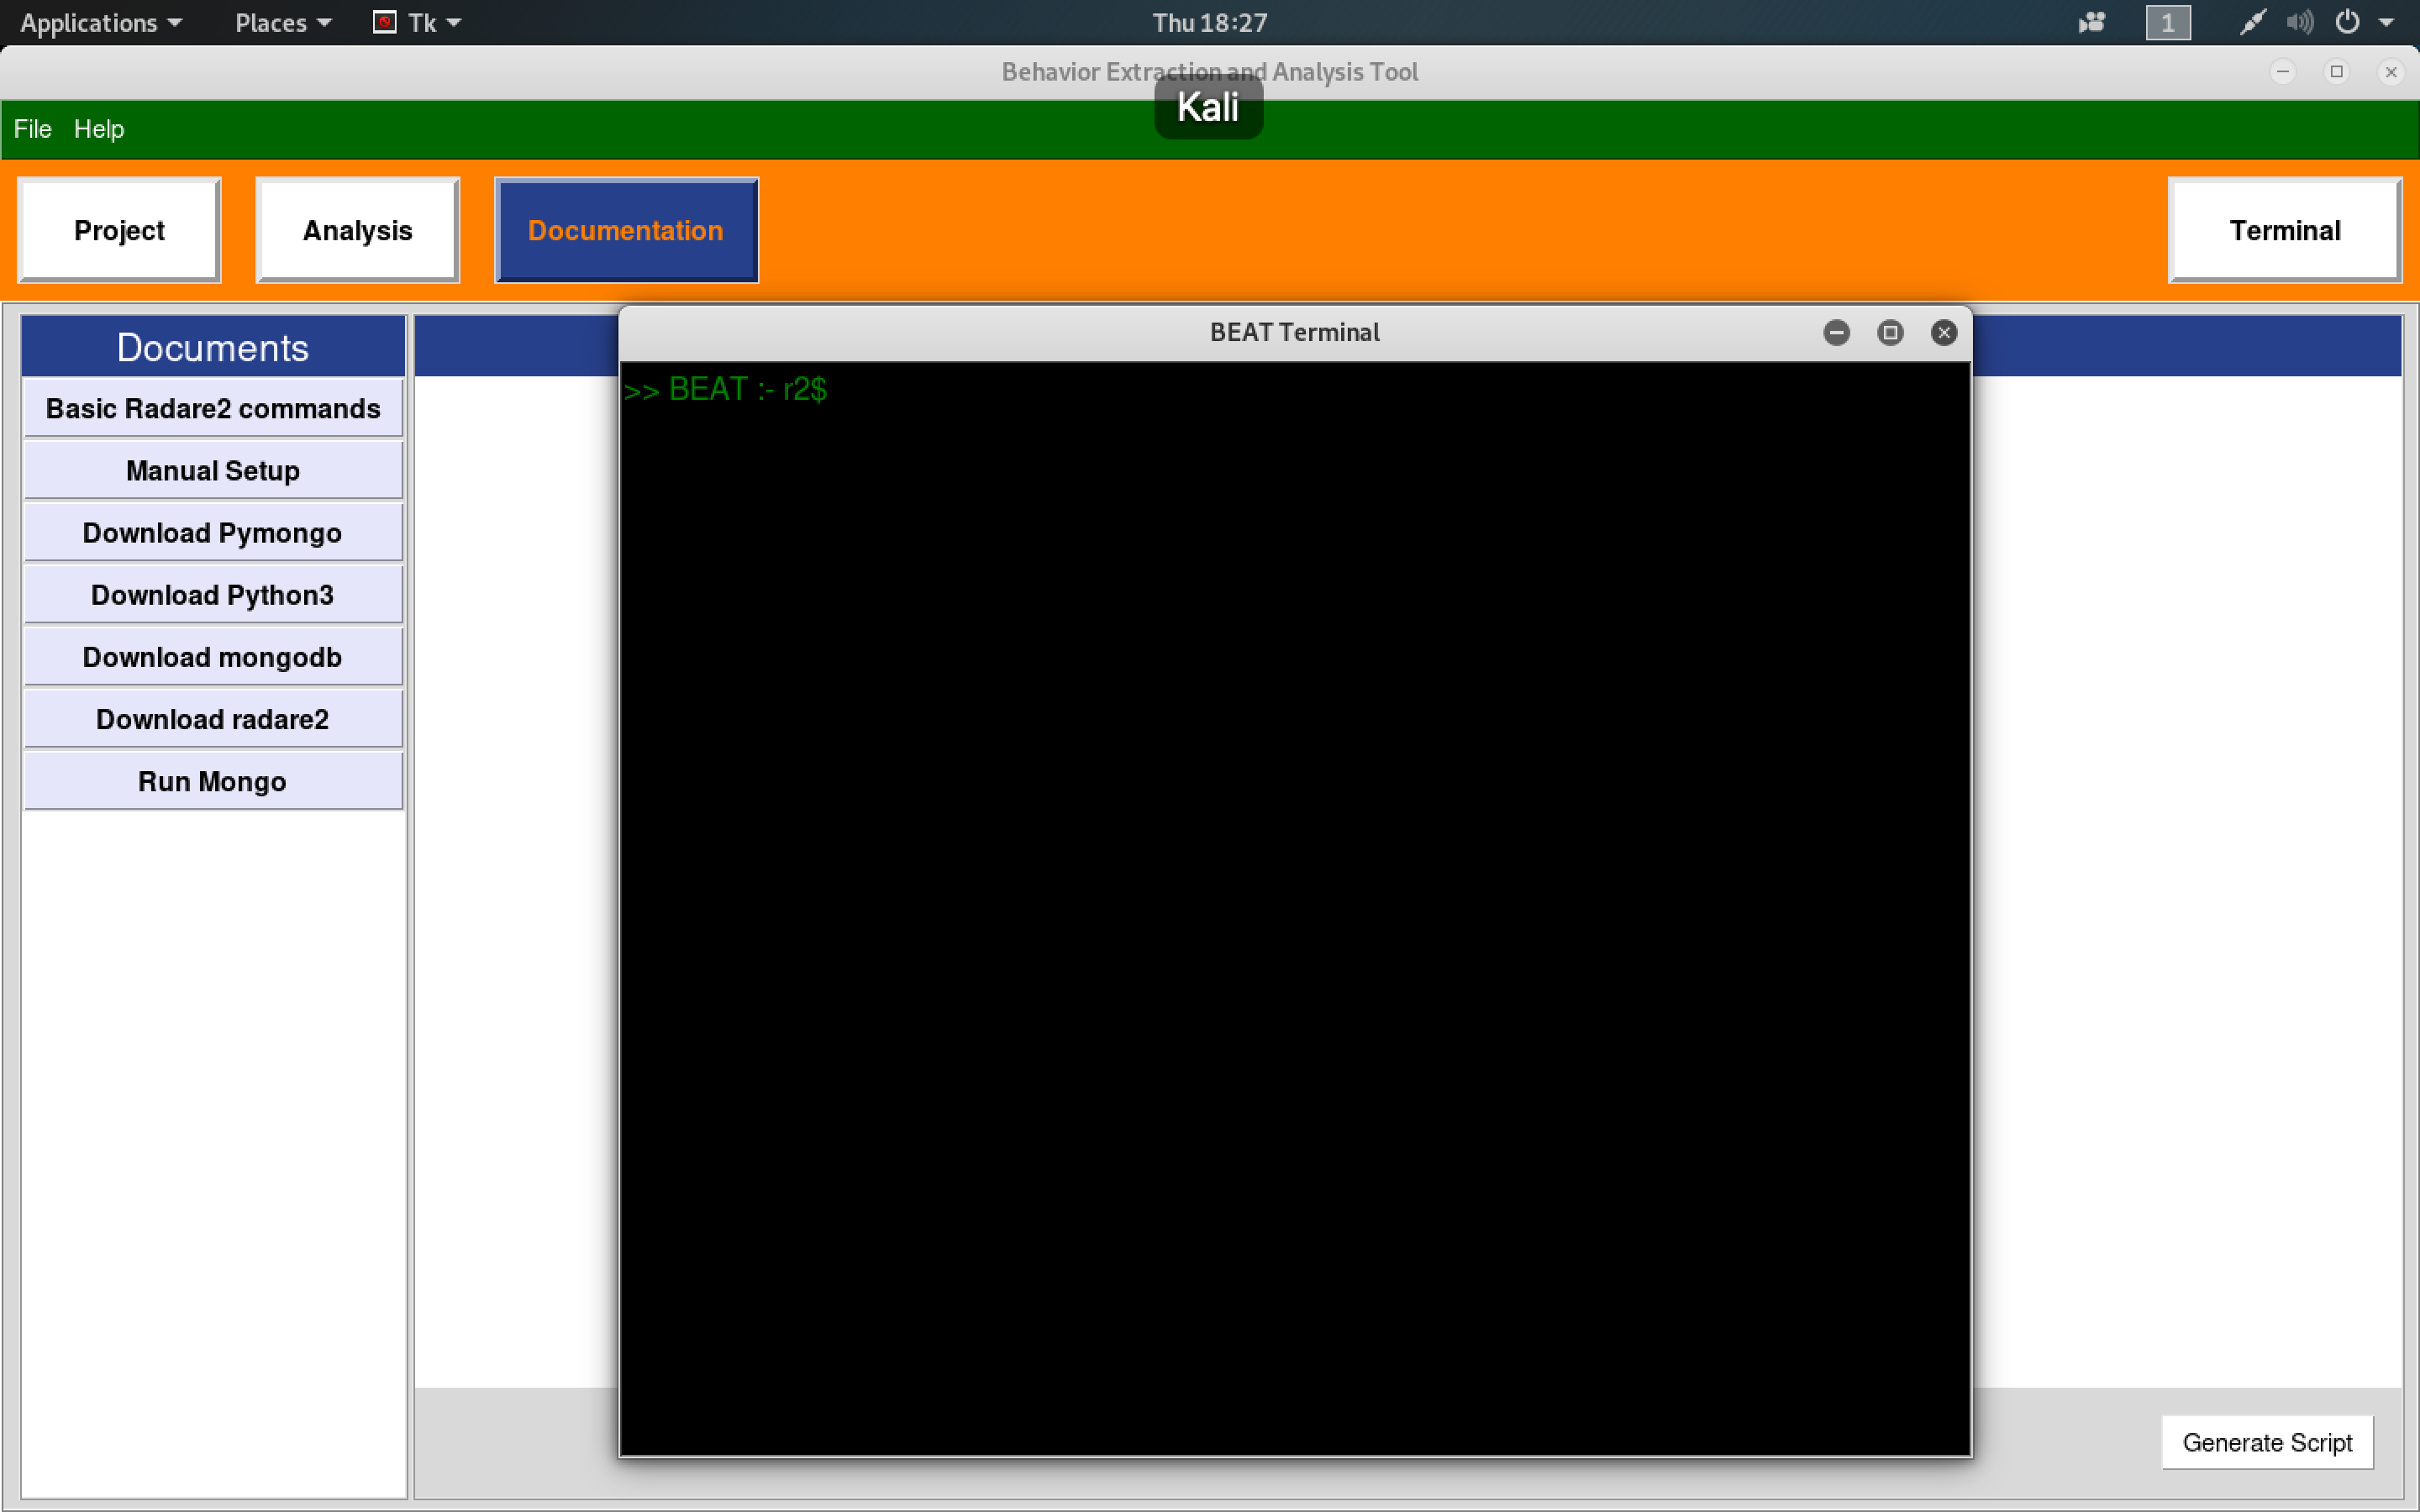 Applications Places Tk Thu 18:27 1
Behavior Extraction and Analysis Tool
Kali
File Help
Project Analysis Documentation Terminal
Documents
Basic Radare2 commands
Manual Setup
Download Pymongo
Download Python3
Download mongodb
Download radare2
Run Mongo
BEAT Terminal
>> BEAT :- r2$
Generate Script